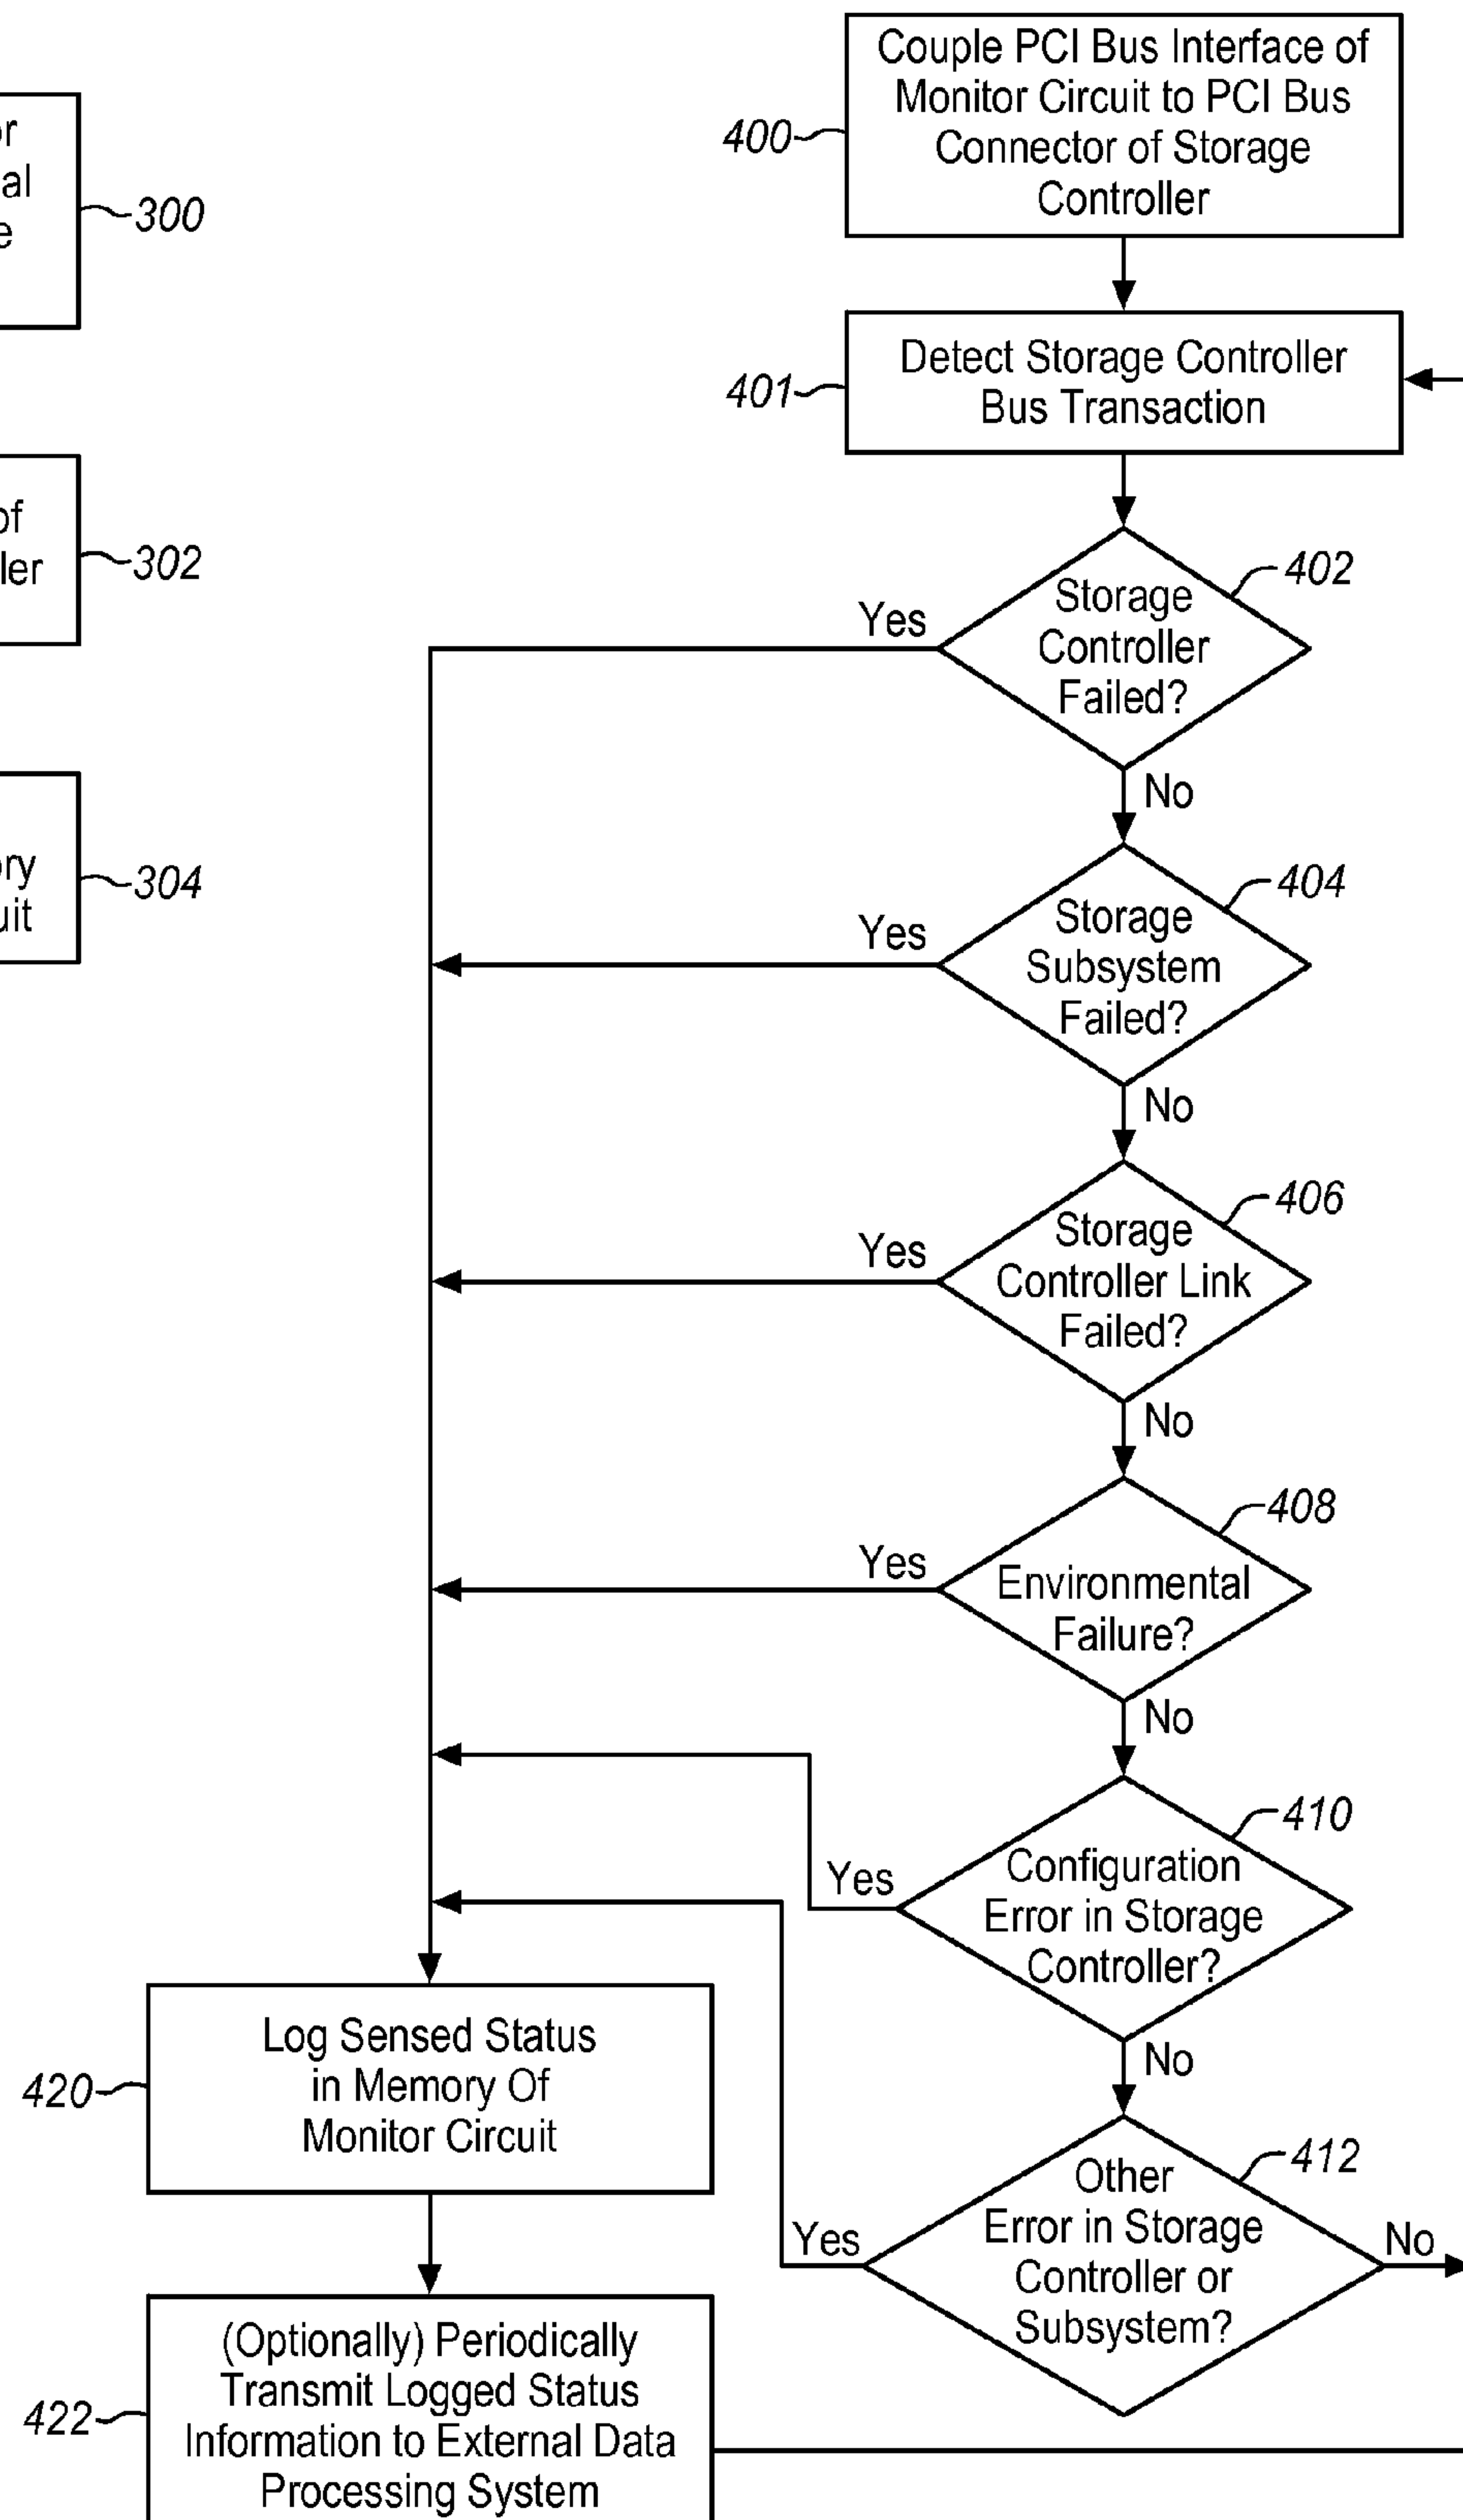 or
al
e
300
of
ler
302
ory
uit
304
Couple PCI Bus Interface of
Monitor Circuit to PCI Bus
Connector of Storage
Controller
400
Detect Storage Controller
Bus Transaction
401
Storage
Controller
Failed?
402
Yes
No
Storage
Subsystem
Failed?
404
Yes
No
Storage
Controller Link
Failed?
406
Yes
No
Environmental
Failure?
408
Yes
No
Configuration
Error in Storage
Controller?
410
Yes
No
Other
Error in Storage
Controller or
Subsystem?
412
Yes
No
Log Sensed Status
in Memory Of
Monitor Circuit
420
(Optionally) Periodically
Transmit Logged Status
Information to External Data
Processing System
422